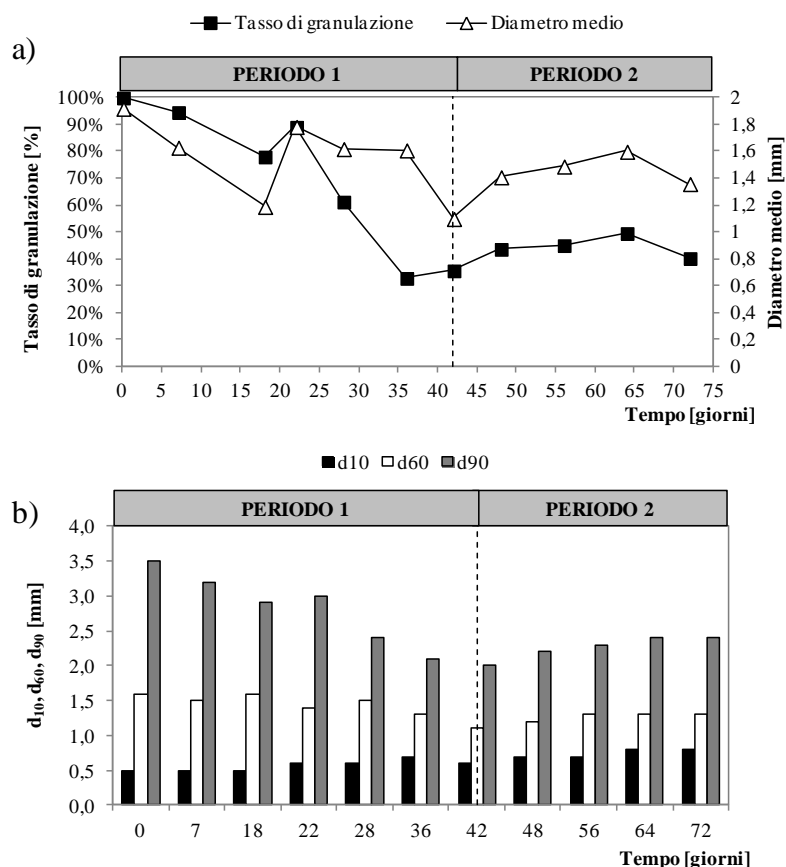 Tasso di granulazione Diametro medio
a)
PERIODO 1 PERIODO 2
Tasso di granulazione [%]
100%
90%
80%
70%
60%
50%
40%
30%
20%
10%
0%
2
1,8
1,6
1,4
1,2
1
0,8
0,6
0,4
0,2
0
Diametro medio [mm]
0 5 10 15 20 25 30 35 40 45 50 55 60 65 70 75
Tempo [giorni]
d10 d60 d90
b)
PERIODO 1 PERIODO 2
d10, d60, d90 [mm]
4,0
3,5
3,0
2,5
2,0
1,5
1,0
0,5
0,0
0 7 18 22 28 36 42 48 56 64 72
Tempo [giorni]